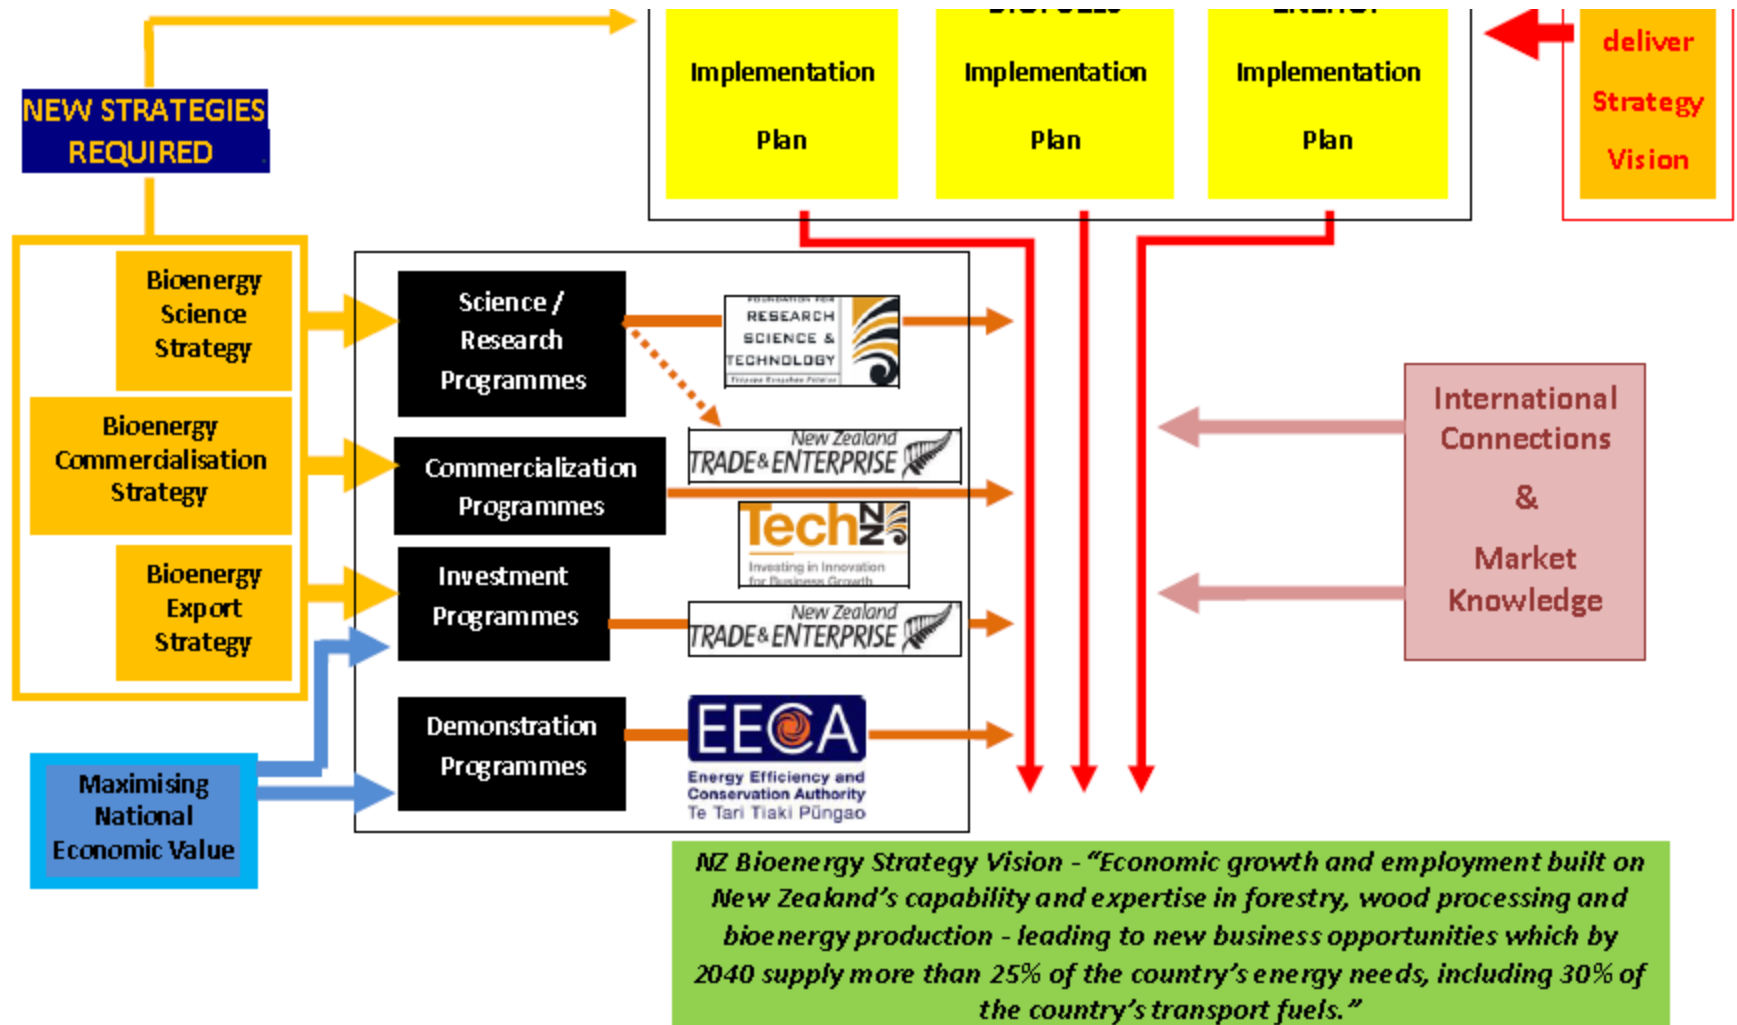 deliver
Strategy
Vision
Implementation
Plan
Implementation
Plan
Implementation
Plan
NEW STRATEGIES
REQUIRED
Bioenergy
Science
Strategy
Bioenergy
Commercialisation
Strategy
Bioenergy
Export
Strategy
Maximising
National
Economic Value
Science /
Research
Programmes
Commercialization
Programmes
Investment
Programmes
Demonstration
Programmes
FOUNDATION FOR
RESEARCH
SCIENCE &
TECHNOLOGY
New Zealand
TRADE & ENTERPRISE
TechNZ
Investing in Innovation
for Business Growth
New Zealand
TRADE & ENTERPRISE
EECA
Energy Efficiency and
Conservation Authority
Te Tari Tiaki Pūngao
International
Connections
&
Market
Knowledge
NZ Bioenergy Strategy Vision - “Economic growth and employment built on
New Zealand’s capability and expertise in forestry, wood processing and
bioenergy production - leading to new business opportunities which by
2040 supply more than 25% of the country’s energy needs, including 30% of
the country’s transport fuels.”